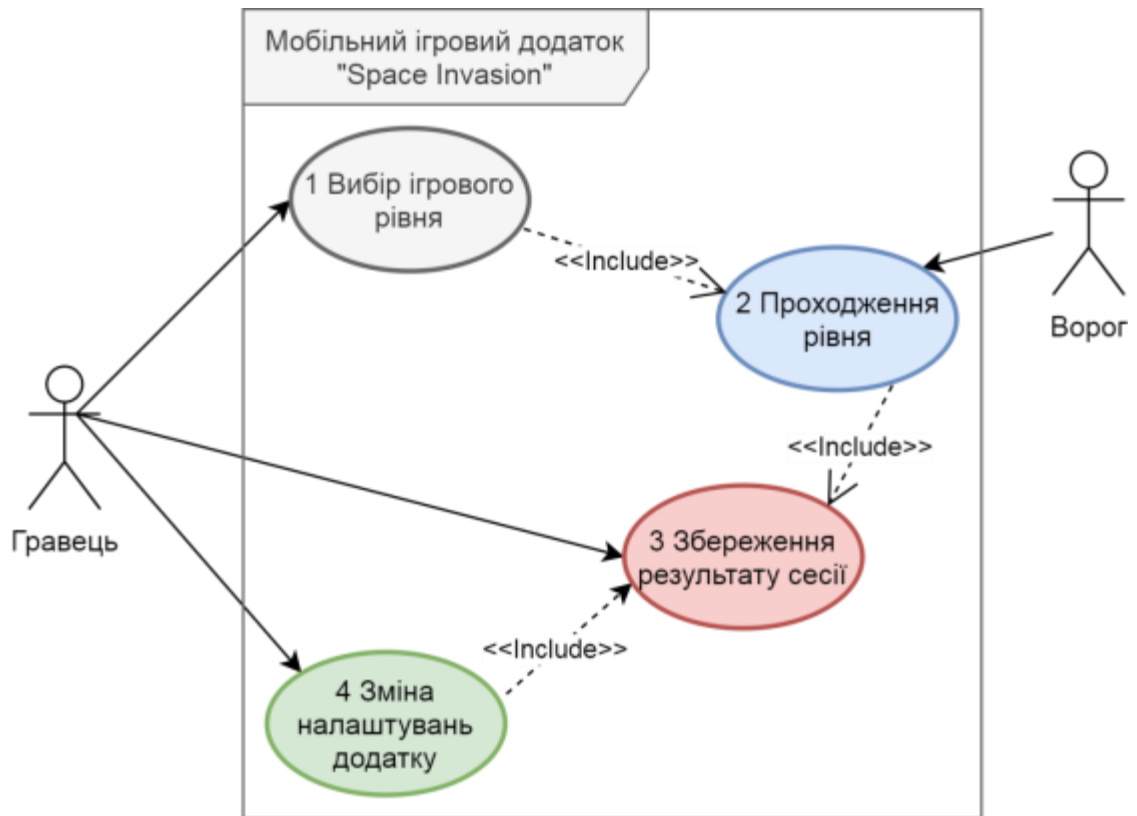 Мобільний ігровий додаток
"Space Invasion"
1 Вибір ігрового
рівня
<<Include>>
2 Проходження
рівня
Ворог
<<Include>>
Гравець
3 Збереження
результату сесії
<<Include>>
4 Зміна
налаштувань
додатку